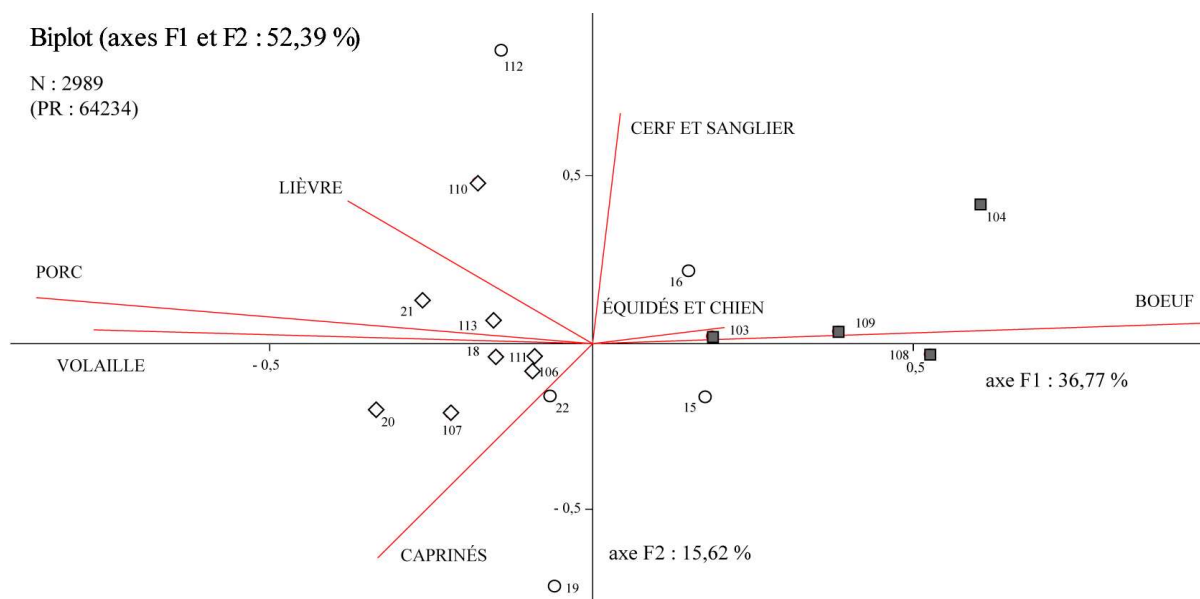 Biplot (axes F1 et F2 : 52,39 %)
N : 2989
(PR : 64234)
112
CERF ET SANGLIER
0,5
LIÈVRE
110
104
PORC
16
ÉQUIDÉS ET CHIEN
BOEUF
21
113
103
109
18
111
108
VOLAILLE
- 0,5
106
0,5
axe F1 : 36,77 %
22
15
20
107
- 0,5
CAPRINÉS
axe F2 : 15,62 %
19